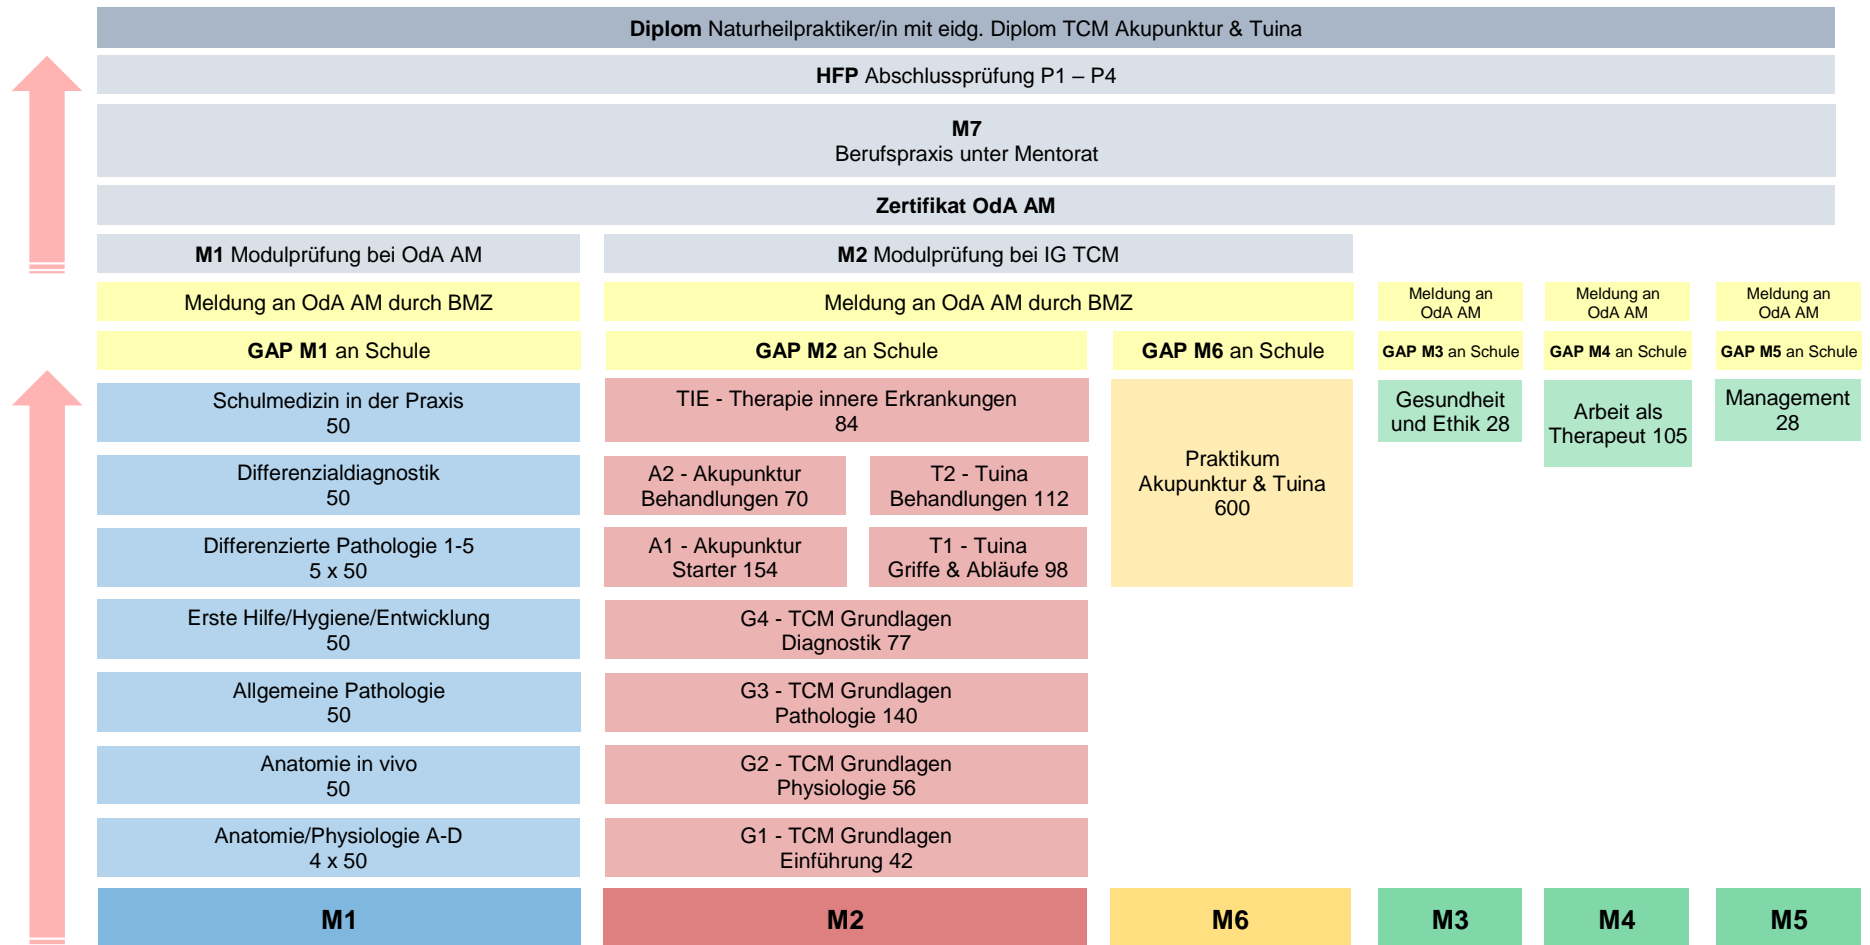 Diplom Naturheilpraktiker/in mit eidg. Diplom TCM Akupunktur & Tuina
HFP Abschlussprüfung P1 – P4
M7
Berufspraxis unter Mentorat
Zertifikat OdA AM
M1 Modulprüfung bei OdA AM
M2 Modulprüfung bei IG TCM
Meldung an OdA AM durch BMZ
Meldung an OdA AM durch BMZ
Meldung an
OdA AM
Meldung an
OdA AM
Meldung an
OdA AM
GAP M1 an Schule
GAP M2 an Schule
GAP M6 an Schule
GAP M3 an Schule
GAP M4 an Schule
GAP M5 an Schule
Schulmedizin in der Praxis
50
TIE - Therapie innere Erkrankungen
84
Praktikum
Akupunktur & Tuina
600
Gesundheit
und Ethik 28
Arbeit als
Therapeut 105
Management
28
Differenzialdiagnostik
50
A2 - Akupunktur
Behandlungen 70
T2 - Tuina
Behandlungen 112
Differenzierte Pathologie 1-5
5 x 50
A1 - Akupunktur
Starter 154
T1 - Tuina
Griffe & Abläufe 98
Erste Hilfe/Hygiene/Entwicklung
50
G4 - TCM Grundlagen
Diagnostik 77
Allgemeine Pathologie
50
G3 - TCM Grundlagen
Pathologie 140
Anatomie in vivo
50
G2 - TCM Grundlagen
Physiologie 56
Anatomie/Physiologie A-D
4 x 50
G1 - TCM Grundlagen
Einführung 42
M1
M2
M6
M3
M4
M5